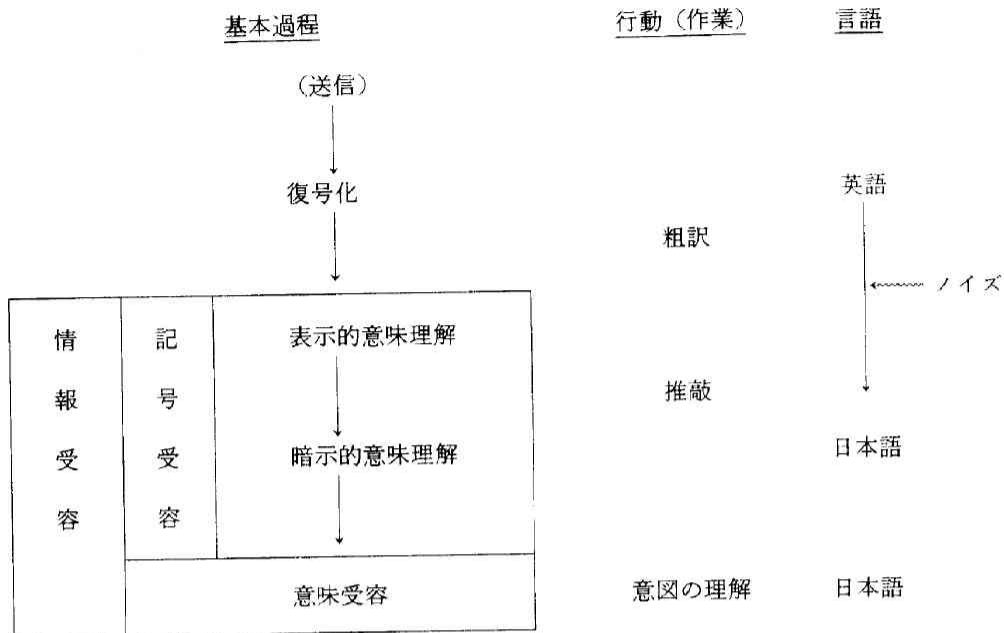 基本過程 行動(作業) 言語
(送信)
復号化
英語
粗訳
ノイズ
情報受容
記号受容
表示的意味理解
推敲
暗示的意味理解
日本語
意味受容 意図の理解 日本語